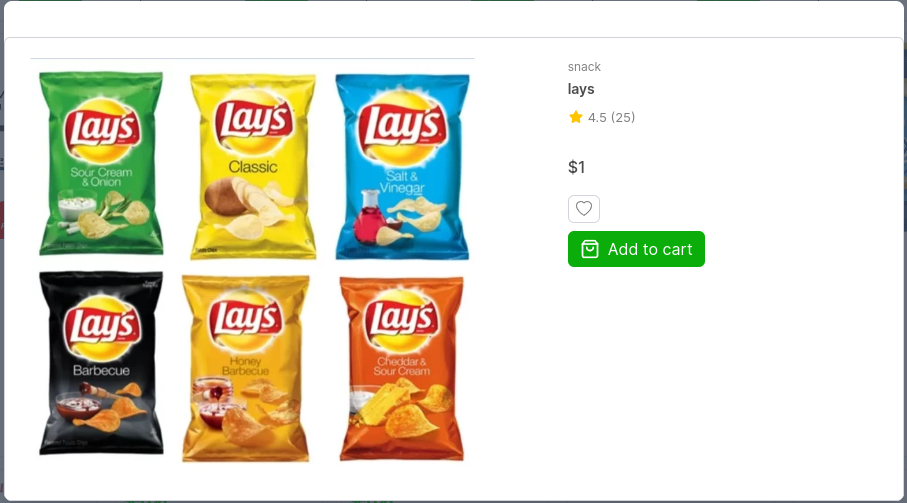 Lay's
Sour Cream
& Onion
Lay's
Classic
Lay's
Salt &
Vinegar
Lay's
Barbecue
Lay's
Honey
Barbecue
Lay's
Cheddar &
Sour Cream
snack
lays
4.5 (25)
$1
Add to cart